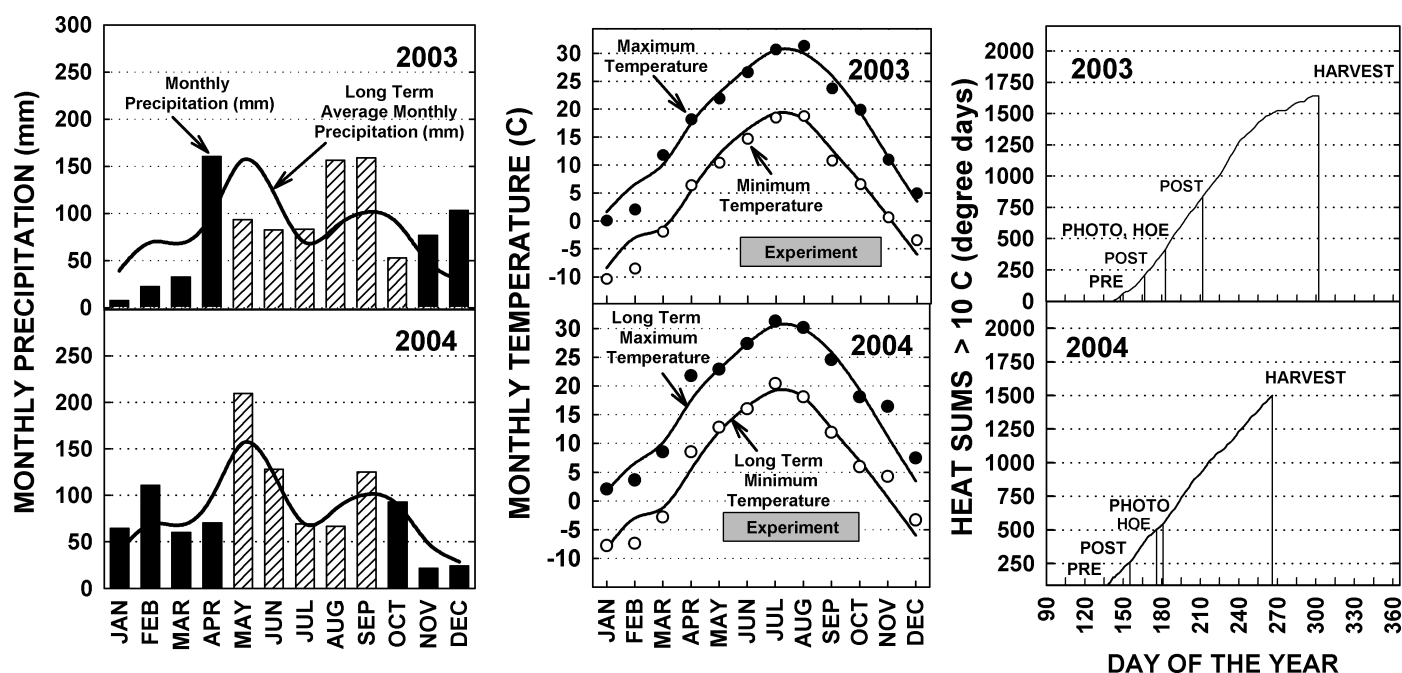 MONTHLY PRECIPITATION (mm)
300
250
200
150
100
50
0
2003
Monthly
Precipitation (mm)
Long Term
Average Monthly
Precipitation (mm)
250
200
150
100
50
0
2004
JAN
FEB
MAR
APR
MAY
JUN
JUL
AUG
SEP
OCT
NOV
DEC
MONTHLY TEMPERATURE (C)
30
25
20
15
10
5
0
-5
-10
Maximum
Temperature
2003
Minimum
Temperature
Experiment
30
25
20
15
10
5
0
-5
-10
Long Term
Maximum
Temperature
2004
Long Term
Minimum
Temperature
Experiment
JAN
FEB
MAR
APR
MAY
JUN
JUL
AUG
SEP
OCT
NOV
DEC
HEAT SUMS > 10 C (degree days)
2000
1750
1500
1250
1000
750
500
250
0
2003
HARVEST
POST
PHOTO, HOE
POST
PRE
2000
1750
1500
1250
1000
750
500
250
2004
HARVEST
PHOTO
HOE
POST
PRE
90
120
150
180
210
240
270
300
330
360
DAY OF THE YEAR